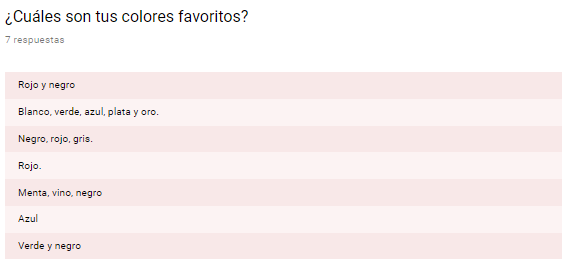 ¿Cuáles son tus colores favoritos?
7 respuestas
Rojo y negro
Blanco, verde, azul, plata y oro.
Negro, rojo, gris.
Rojo.
Menta, vino, negro
Azul
Verde y negro